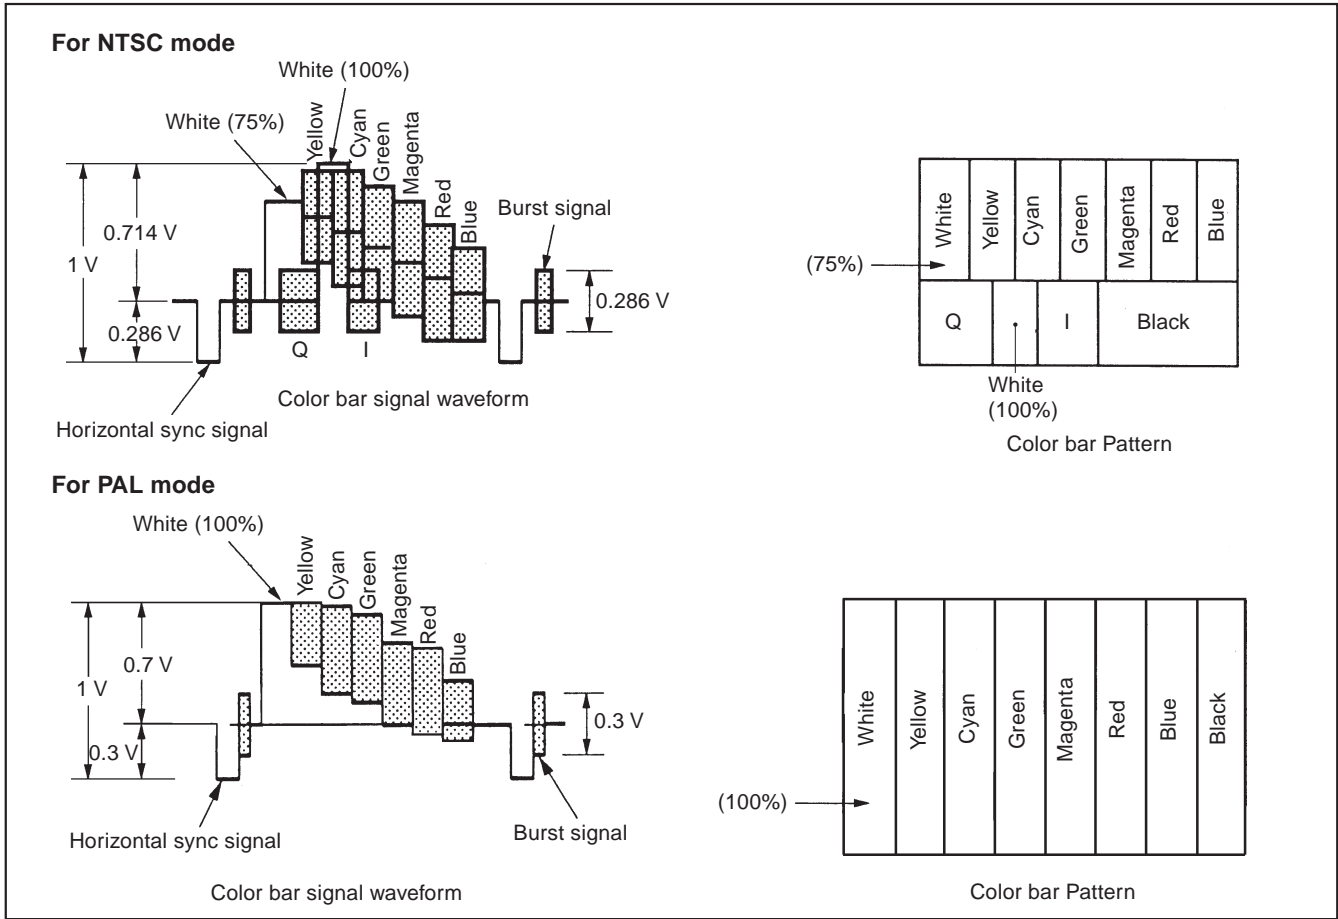 For NTSC mode
White (100%)
White (75%)
Yellow
Cyan
Green
Magenta
Red
Blue
Burst signal
0.714 V
1 V
0.286 V
0.286 V
Q
I
Color bar signal waveform
Horizontal sync signal
White
Yellow
Cyan
Green
Magenta
Red
Blue
(75%)
Q
I
Black
White
(100%)
Color bar Pattern
For PAL mode
White (100%)
Yellow
Cyan
Green
Magenta
Red
Blue
0.7 V
1 V
0.3 V
0.3 V
Horizontal sync signal
Burst signal
Color bar signal waveform
White
Yellow
Cyan
Green
Magenta
Red
Blue
Black
(100%)
Color bar Pattern